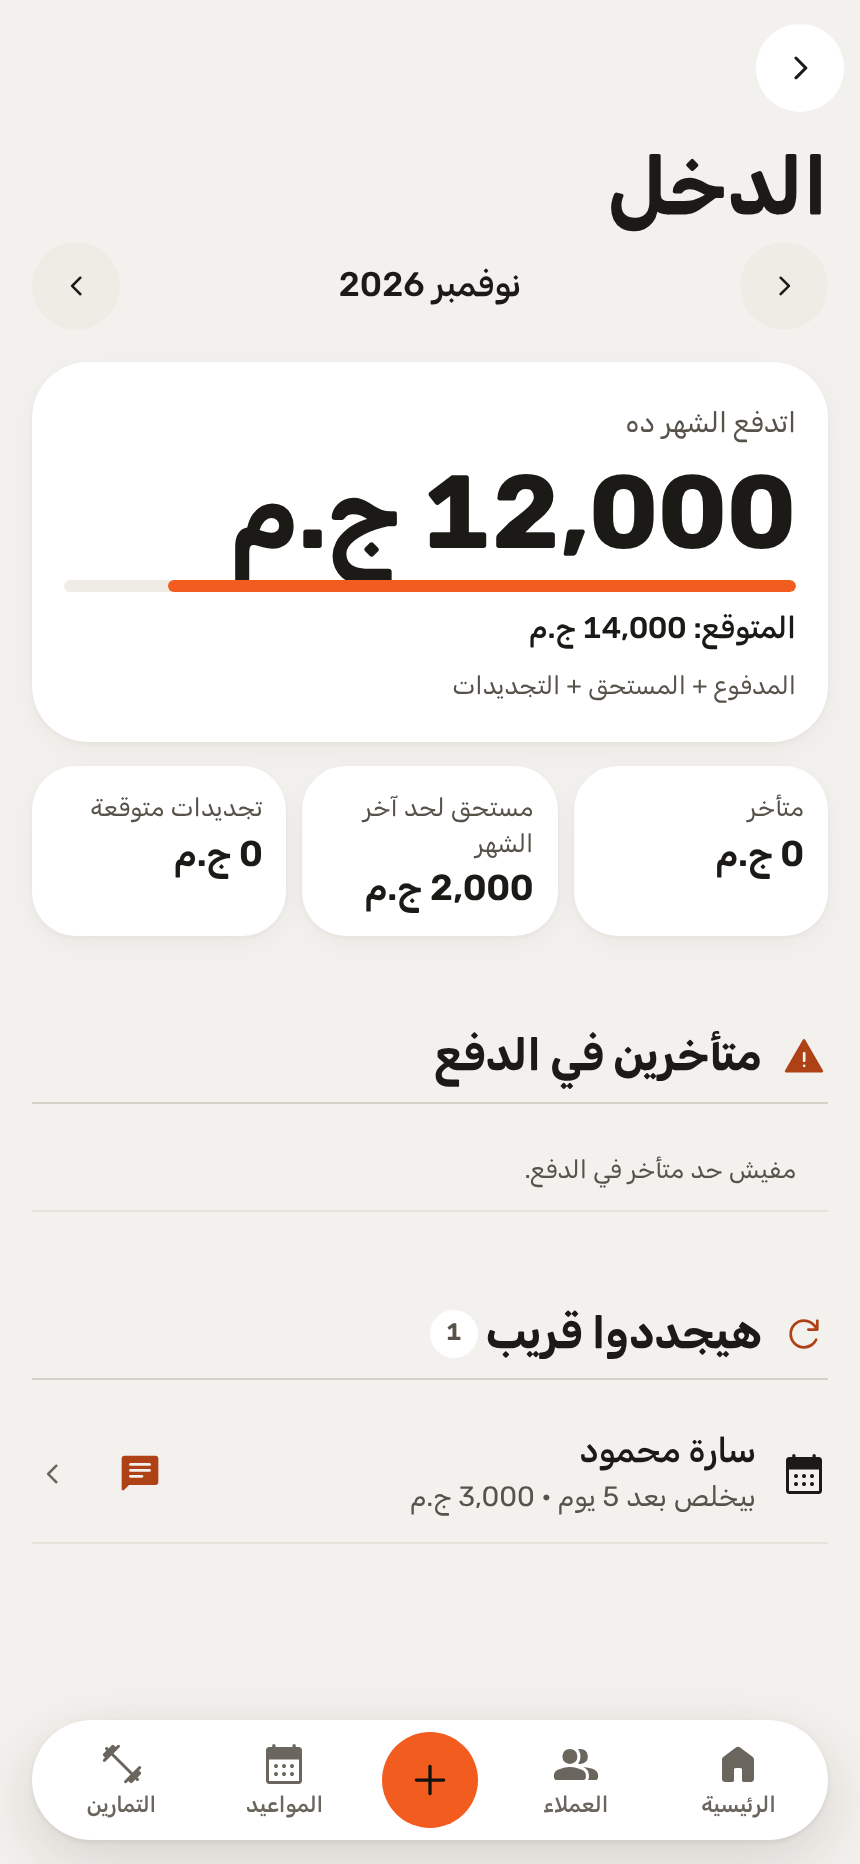 الدخل
نوفمبر 2026
اتدفع الشهر ده
12,000 ج.م
المتوقع: 14,000 ج.م
المدفوع + المستحق + التجديدات
متأخر
0 ج.م
مستحق لحد آخر
الشهر
2,000 ج.م
تجديدات متوقعة
0 ج.م
متأخرين في الدفع
مفيش حد متأخر في الدفع.
هيجددوا قريب 1
سارة محمود
بيخلص بعد 5 يوم • 3,000 ج.م
الرئيسية
العملاء
المواعيد
التمارين